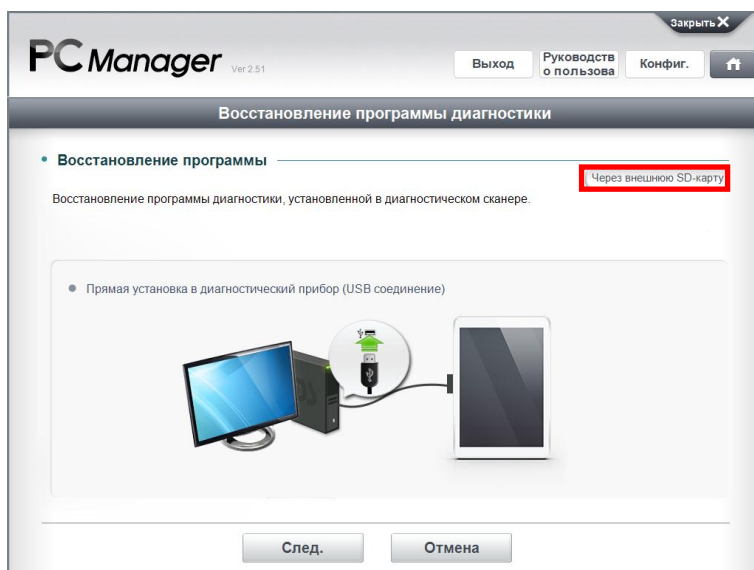 Закрыть X
PC Manager Ver 2.51
Выход
Руководств
о пользова
Конфиг.
Восстановление программы диагностики
Восстановление программы
Через внешнюю SD-карту
Восстановление программы диагностики, установленной в диагностическом сканере.
Прямая установка в диагностический прибор (USB соединение)
След.
Отмена